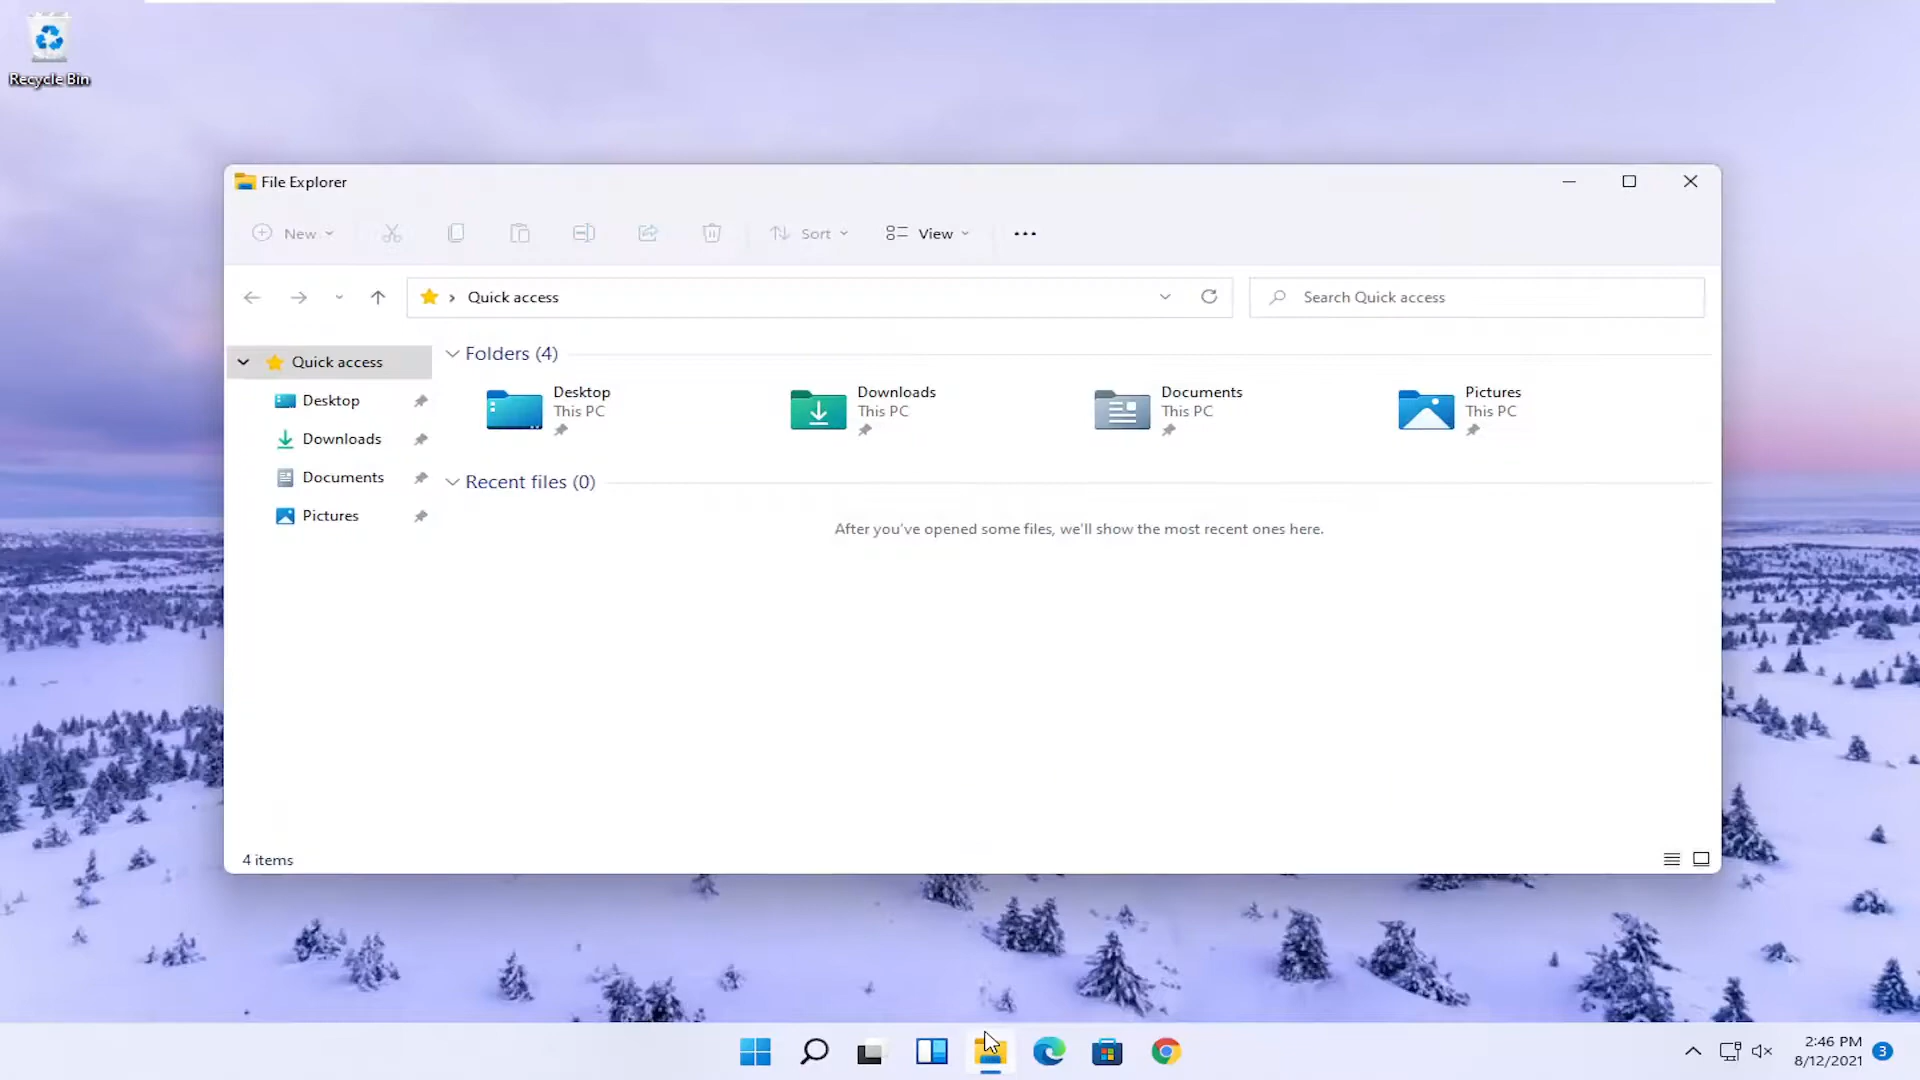 Recycle Bin
File Explorer
New
Sort
View
Quick access
Search Quick access
Quick access
Desktop
Downloads
Documents
Pictures
Folders (4)
Desktop
This PC
Downloads
This PC
Documents
This PC
Pictures
This PC
Recent files (0)
After you've opened some files, we'll show the most recent ones here.
4 items
2:46 PM
8/12/2021
3